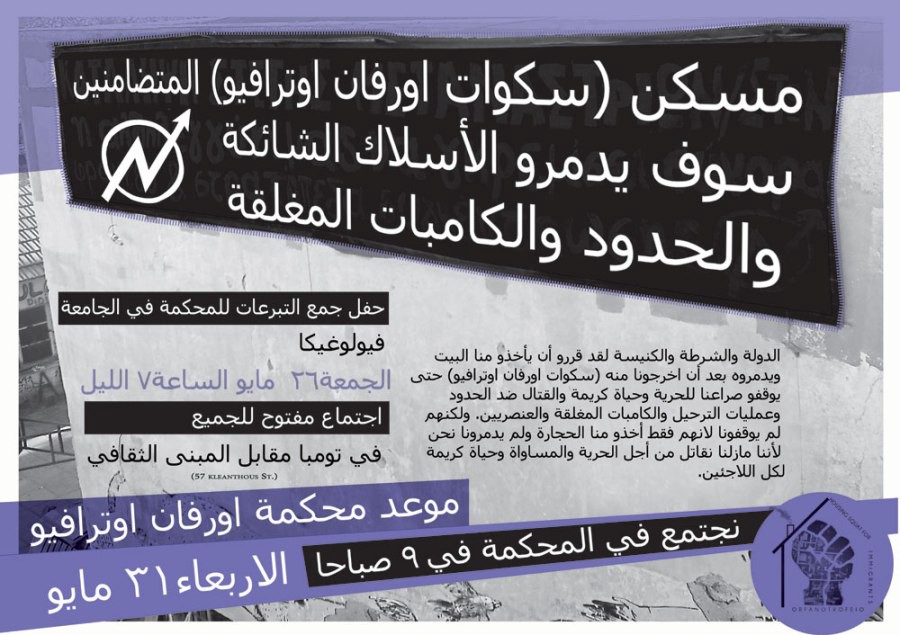 مسكن (سكوات اورفان اوترافيو) المتضامنين
سوف يدمرو الأسلاك الشائكة
والحدود والكامبات المغلقة
حفل جمع التبرعات للمحكمة في الجامعة
فيولوغيكا
الجمعة٢٦ مايو الساعة٧ الليل
اجتماع مفتوح للجميع
في تومبا مقابل المبنى الثقافي
(57 KLEANTHOUS ST.)
الدولة والشرطة والكنيسة لقد قررو أن يأخذو منا البيت
ويدمروه بعد أن اخرجونا منه (سكوات اورفان اوترافيو) حتى
يوقفو صراعنا للحرية وحياة كريمة والقتال ضد الحدود
وعمليات الترحيل والكامبات المغلقة والعنصريين. ولكنهم
لم يوقفونا لانهم فقط أخذو منا الحجارة ولم يدمرونا نحن
لأننا مازلنا نقاتل من أجل الحرية والمساواة وحياة كريمة
لكل اللاجئين.
موعد محكمة اورفان اوترافيو
نجتمع في المحكمة في ٩ صباحا
الاربعاء٣١ مايو
HOUSING SQUAT FOR IMMIGRANTS
ORFANOTROFEIO